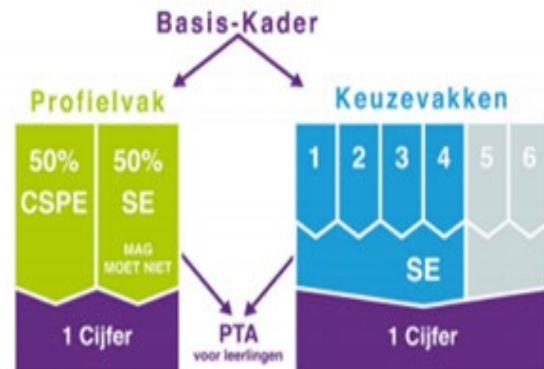 Basis-Kader
Profielvak
50%
CSPE
50%
SE
MAG
MOET NIET
1 Cijfer
PTA
voor leerlingen
Keuzevakken
1 2 3 4 5 6
SE
1 Cijfer